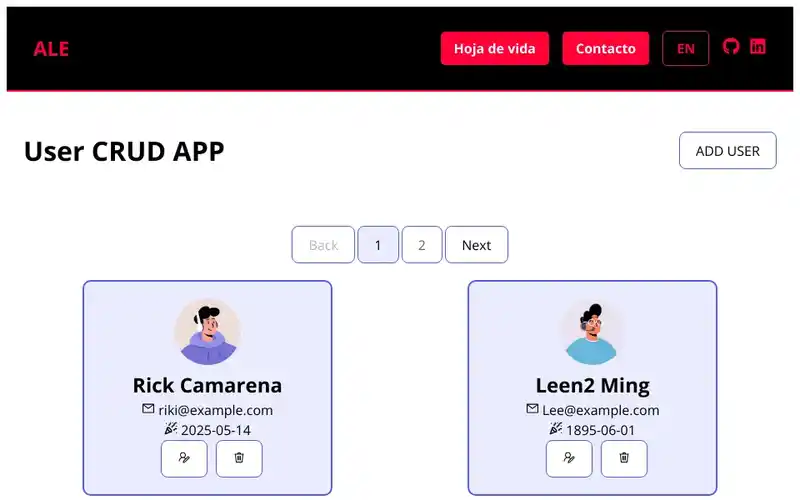 ALE
Hoja de vida
Contacto
EN
User CRUD APP
ADD USER
Back
1
2
Next
Rick Camarena
riki@example.com
2025-05-14
Leen2 Ming
Lee@example.com
1895-06-01